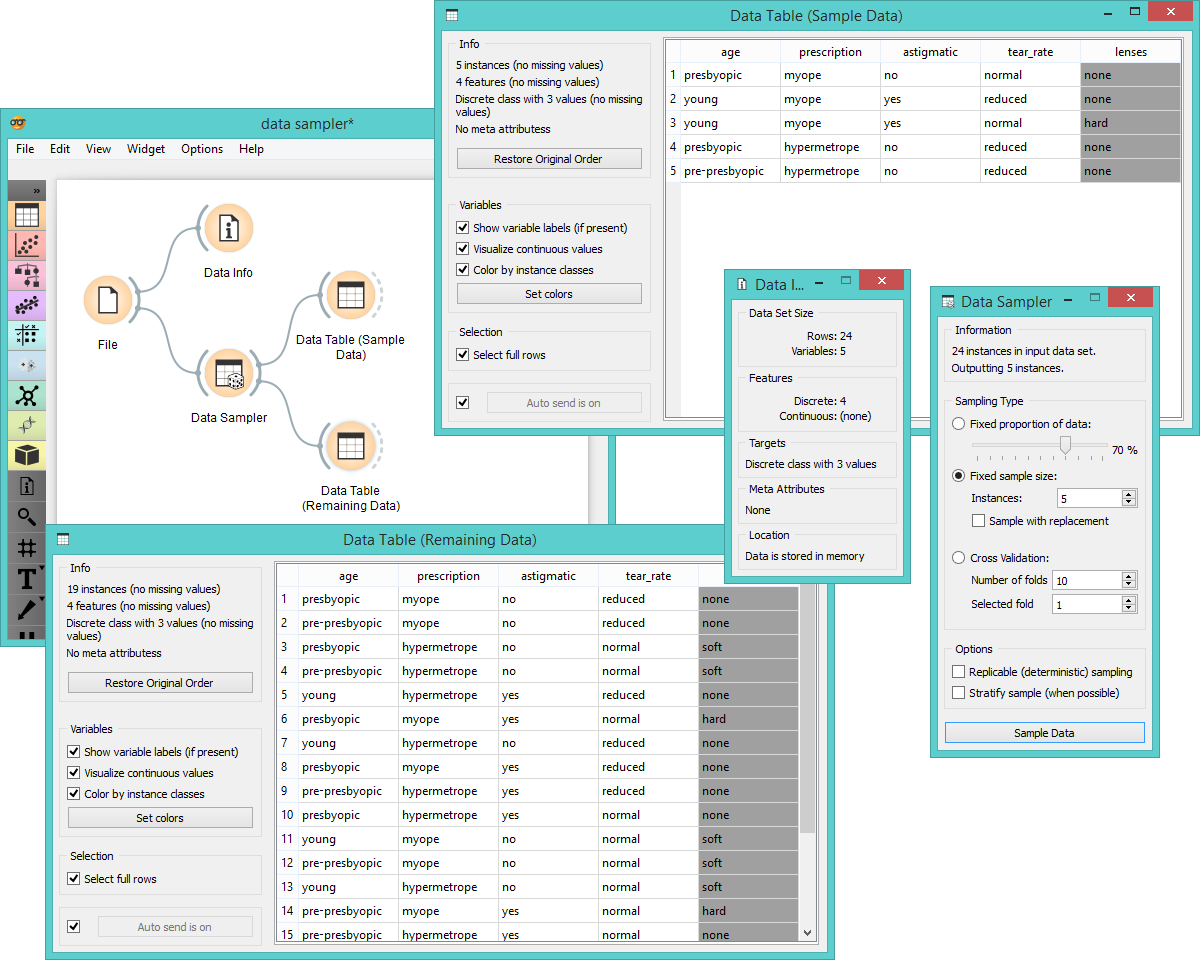 Data Table (Sample Data)
Info
5 instances (no missing values)
4 features (no missing values)
Discrete class with 3 values (no missing
values)
No meta attributess
Restore Original Order
Variables
Show variable labels (if present)
Visualize continuous values
Color by instance classes
Set colors
Selection
Select full rows
Auto send is on
age prescription astigmatic tear_rate lenses
1 presbyopic myope no normal none
2 young myope yes reduced none
3 young myope yes normal hard
4 presbyopic hypermetrope no reduced none
5 pre-presbyopic hypermetrope no reduced none
data sampler*
File Edit View Widget Options Help
»
Data Info
File
Data Table (Sample
Data)
Data Sampler
Data Table
(Remaining Data)
T
Data I...
Data Set Size
Rows: 24
Variables: 5
Features
Discrete: 4
Continuous: (none)
Targets
Discrete class with 3 values
Meta Attributes
None
Location
Data is stored in memory
Data Sampler
Information
24 instances in input data set.
Outputting 5 instances.
Sampling Type
Fixed proportion of data:
70 %
Fixed sample size:
Instances: 5
Sample with replacement
Cross Validation:
Number of folds 10
Selected fold 1
Options
Replicable (deterministic) sampling
Stratify sample (when possible)
Sample Data
Data Table (Remaining Data)
Info
19 instances (no missing values)
4 features (no missing values)
Discrete class with 3 values (no missing
values)
No meta attributess
Restore Original Order
Variables
Show variable labels (if present)
Visualize continuous values
Color by instance classes
Set colors
Selection
Select full rows
Auto send is on
age prescription astigmatic tear_rate
1 presbyopic myope no reduced none
2 pre-presbyopic myope no reduced none
3 presbyopic hypermetrope no normal soft
4 pre-presbyopic hypermetrope no normal soft
5 young hypermetrope yes reduced none
6 presbyopic myope yes normal hard
7 young hypermetrope no reduced none
8 presbyopic myope yes reduced none
9 pre-presbyopic myope yes reduced none
10 presbyopic hypermetrope yes normal none
11 young myope no normal soft
12 pre-presbyopic myope no normal soft
13 young hypermetrope no normal soft
14 pre-presbyopic myope yes normal hard
15 pre-presbyopic hypermetrope yes normal none